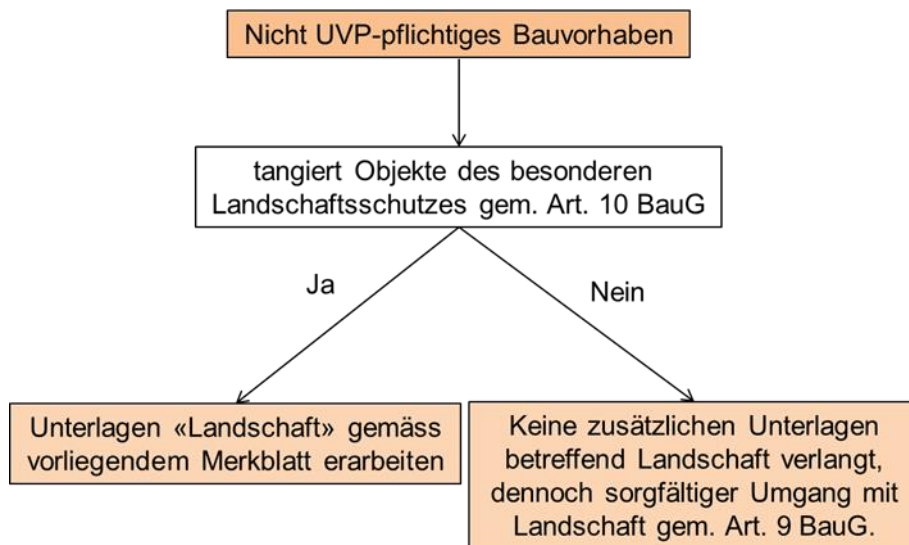 Nicht UVP-pflichtiges Bauvorhaben
tangiert Objekte des besonderen
Landschaftsschutzes gem. Art. 10 BauG
Ja
Nein
Unterlagen «Landschaft» gemäss
vorliegendem Merkblatt erarbeiten
Keine zusätzlichen Unterlagen
betreffend Landschaft verlangt,
dennoch sorgfältiger Umgang mit
Landschaft gem. Art. 9 BauG.